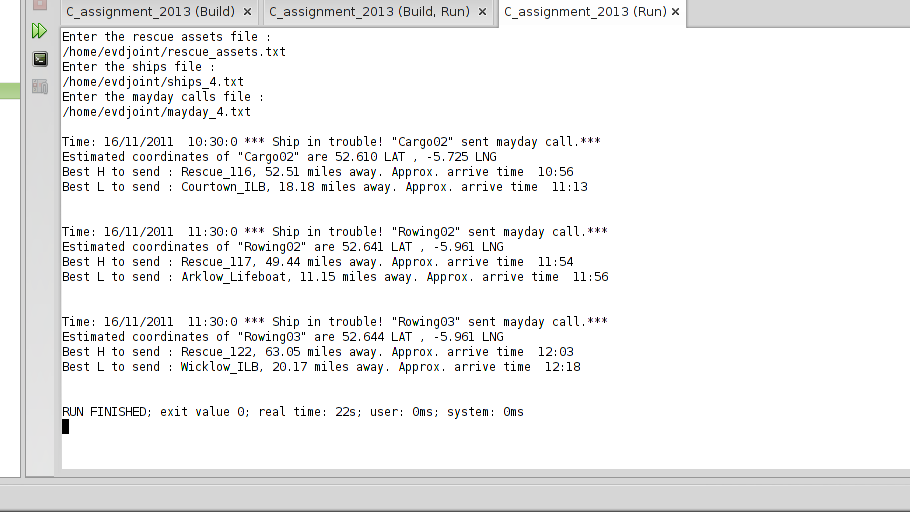 C_assignment_2013 (Build) × C_assignment_2013 (Build, Run) × C_assignment_2013 (Run) ×
Enter the rescue assets file :
/home/evdjoint/rescue_assets.txt
Enter the ships file :
/home/evdjoint/ships_4.txt
Enter the mayday calls file :
/home/evdjoint/mayday_4.txt
Time: 16/11/2011  10:30:0 *** Ship in trouble! "Cargo02" sent mayday call.***
Estimated coordinates of "Cargo02" are 52.610 LAT , -5.725 LNG
Best H to send : Rescue_116, 52.51 miles away. Approx. arrive time  10:56
Best L to send : Courtown_ILB, 18.18 miles away. Approx. arrive time  11:13
Time: 16/11/2011  11:30:0 *** Ship in trouble! "Rowing02" sent mayday call.***
Estimated coordinates of "Rowing02" are 52.641 LAT , -5.961 LNG
Best H to send : Rescue_117, 49.44 miles away. Approx. arrive time  11:54
Best L to send : Arklow_Lifeboat, 11.15 miles away. Approx. arrive time  11:56
Time: 16/11/2011  11:30:0 *** Ship in trouble! "Rowing03" sent mayday call.***
Estimated coordinates of "Rowing03" are 52.644 LAT , -5.961 LNG
Best H to send : Rescue_122, 63.05 miles away. Approx. arrive time  12:03
Best L to send : Wicklow_ILB, 20.17 miles away. Approx. arrive time  12:18
RUN FINISHED; exit value 0; real time: 22s; user: 0ms; system: 0ms